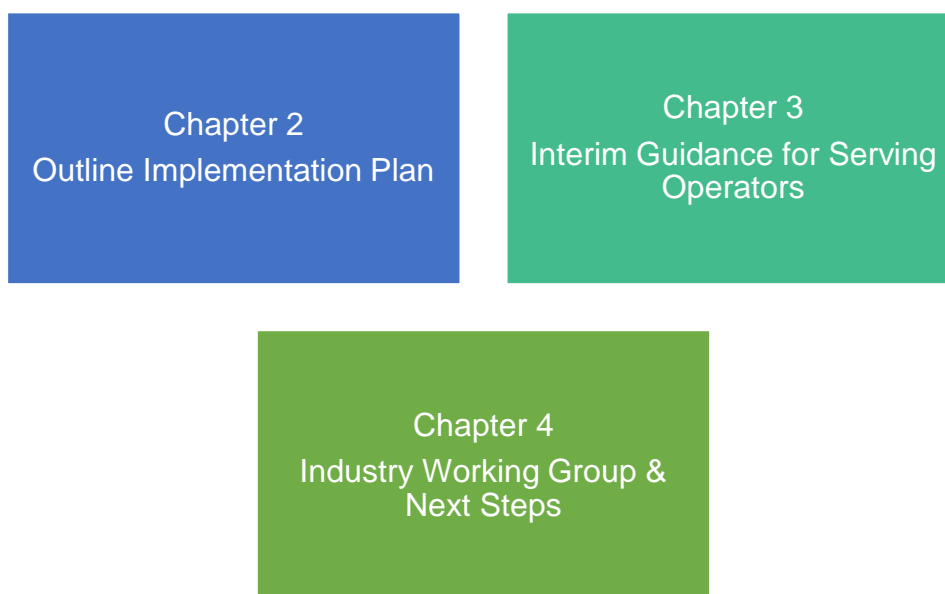 Chapter 2
Outline Implementation Plan
Chapter 3
Interim Guidance for Serving
Operators
Chapter 4
Industry Working Group &
Next Steps